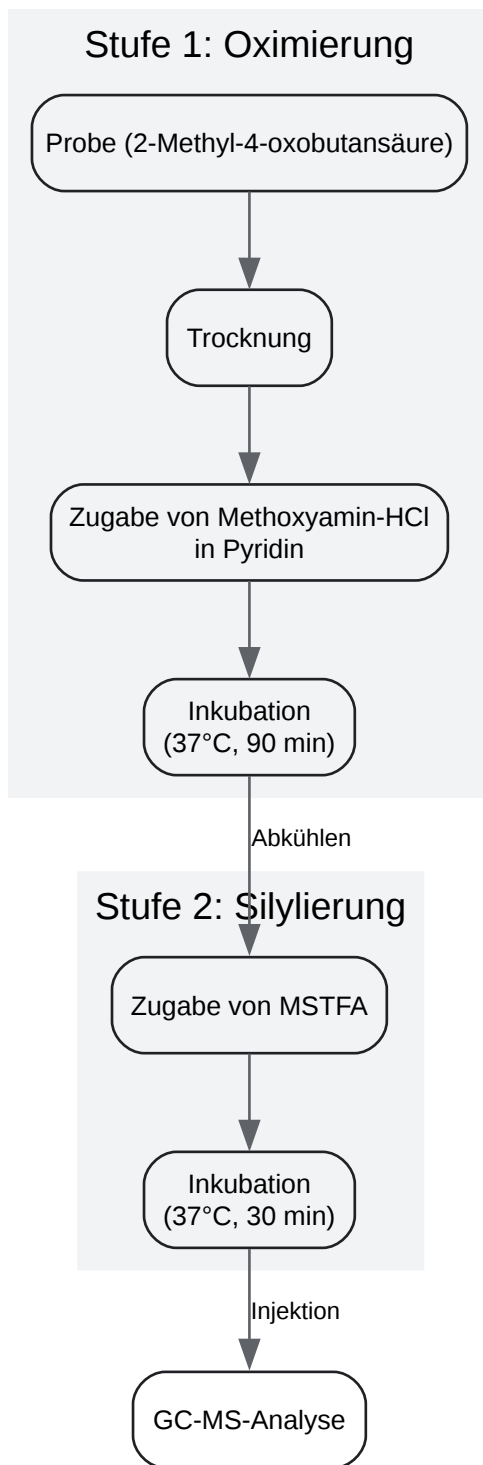 Stufe 1: Oximierung
Probe (2-Methyl-4-oxobutansäure)
Trocknung
Zugabe von Methoxyamin-HCl
in Pyridin
Inkubation
(37°C, 90 min)
Abkühlen
Stufe 2: Silylierung
Zugabe von MSTFA
Inkubation
(37°C, 30 min)
Injektion
GC-MS-Analyse